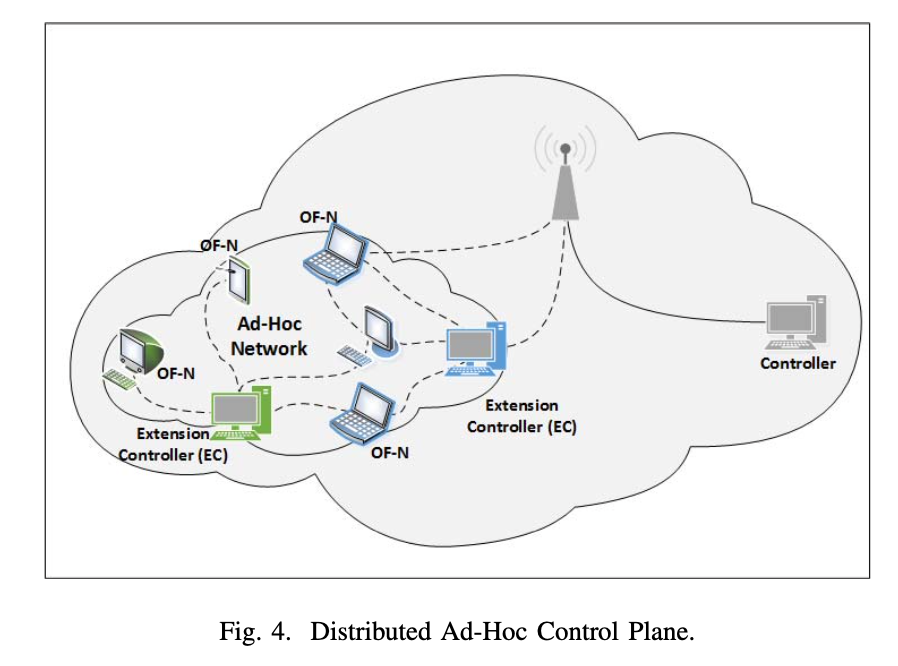 OF-N
OF-N
Ad-Hoc
Network
OF-N
Controller
Extension
Controller (EC)
Extension
Controller (EC)
OF-N
Fig. 4. Distributed Ad-Hoc Control Plane.